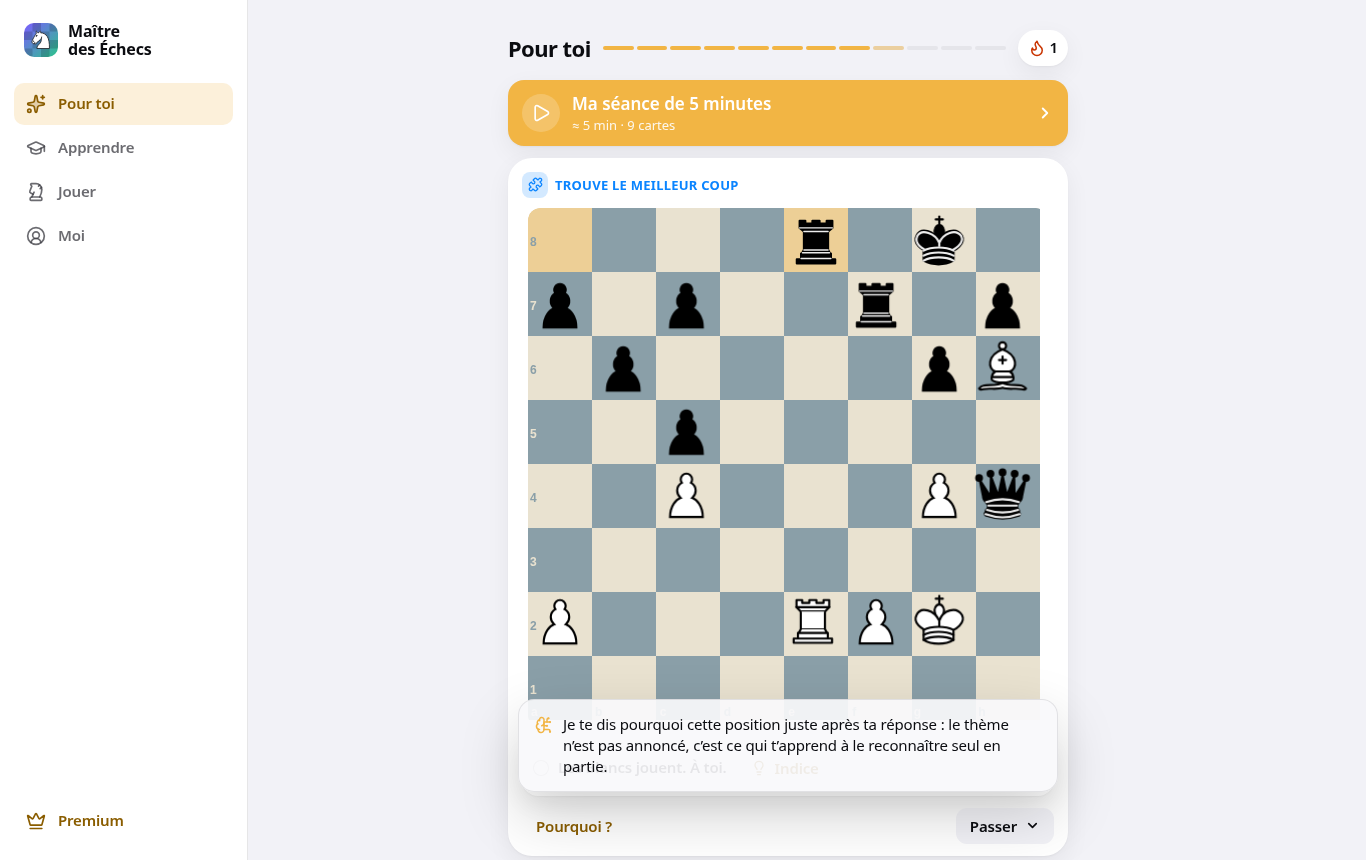 Maître
des Échecs
Pour toi
Apprendre
Jouer
Moi
Premium
Pour toi
1
Ma séance de 5 minutes
≈ 5 min · 9 cartes
TROUVE LE MEILLEUR COUP
8
7
6
5
4
3
2
1
Je te dis pourquoi cette position juste après ta réponse : le thème
n’est pas annoncé, c’est ce qui t’apprend à le reconnaître seul en
partie.
jouent. À toi.
Indice
Pourquoi ?
Passer